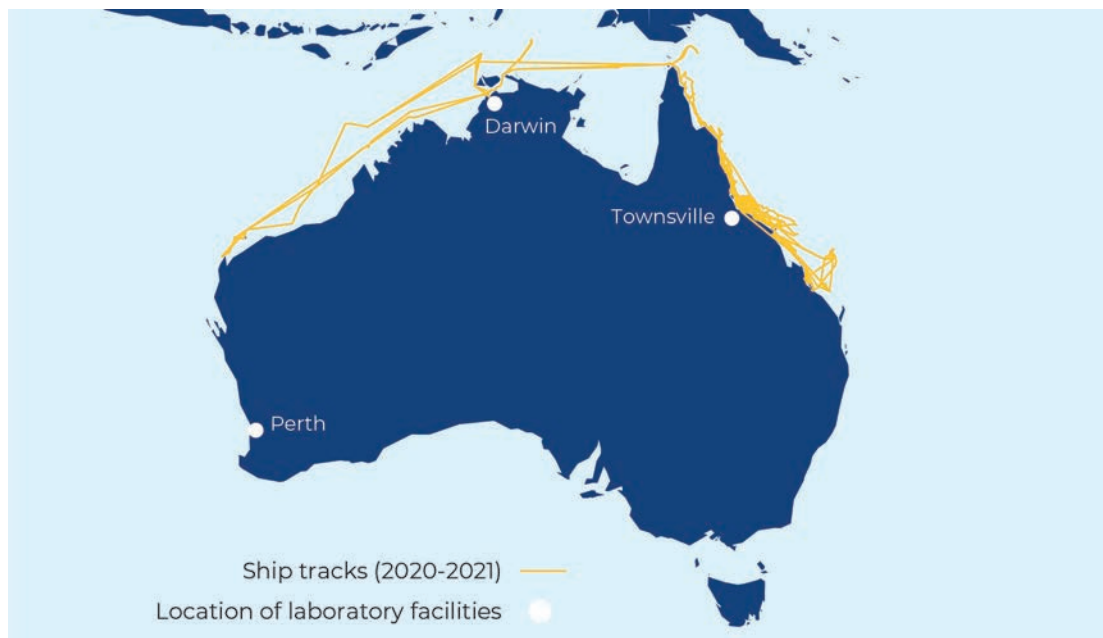 Darwin
Townsville
Perth
Ship tracks (2020-2021)
Location of laboratory facilities